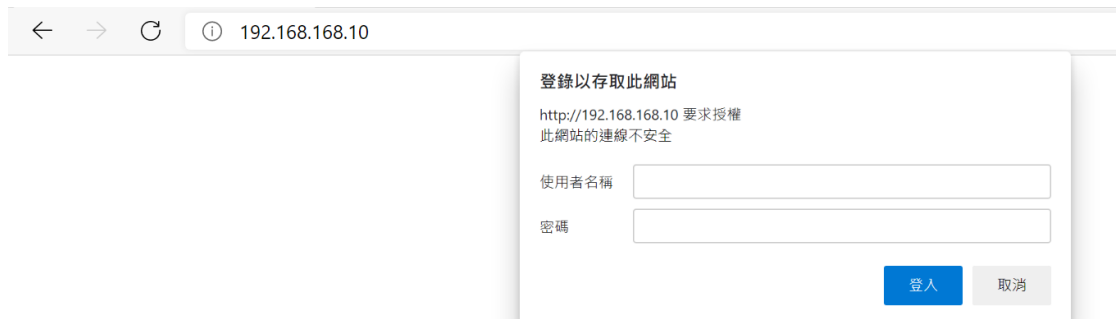 192.168.168.10
登錄以存取此網站
http://192.168.168.10 要求授權
此網站的連線不安全
使用者名稱
密碼
登入 取消